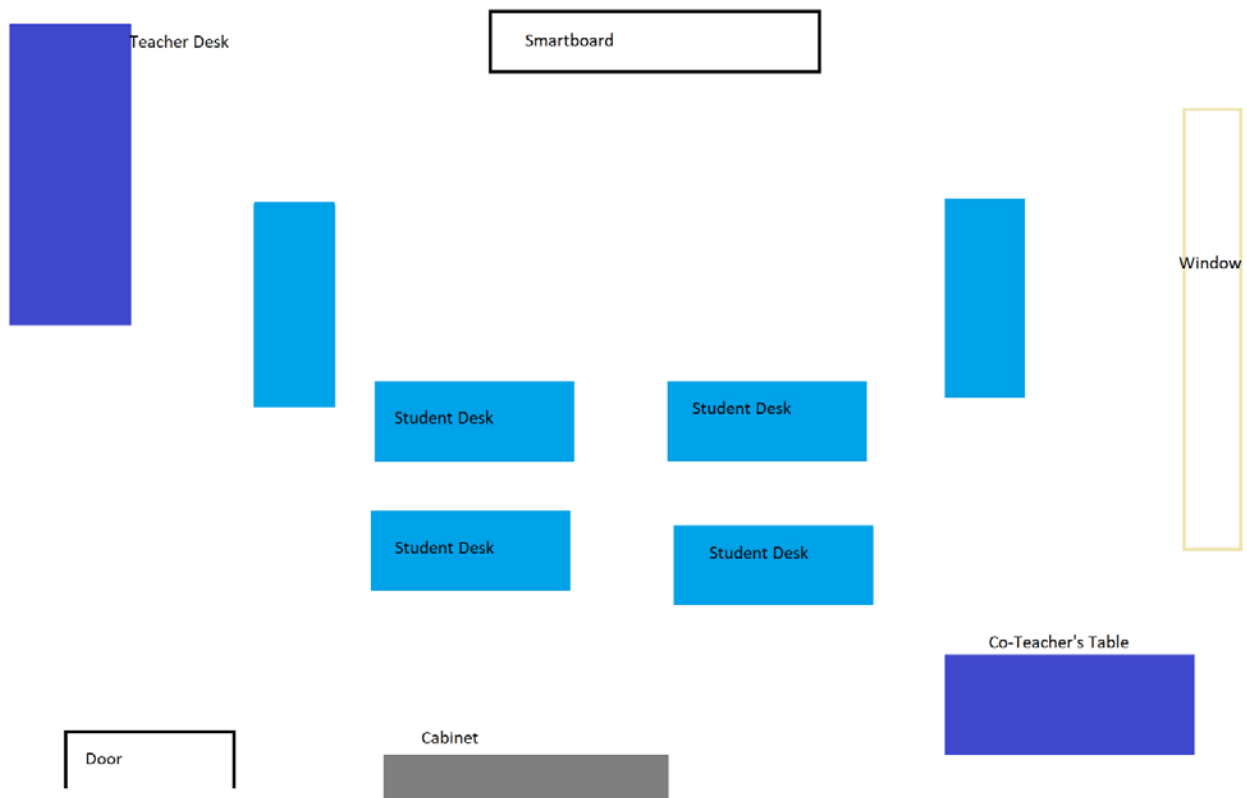 Teacher Desk
Smartboard
Window
Student Desk
Student Desk
Student Desk
Student Desk
Co-Teacher's Table
Cabinet
Door